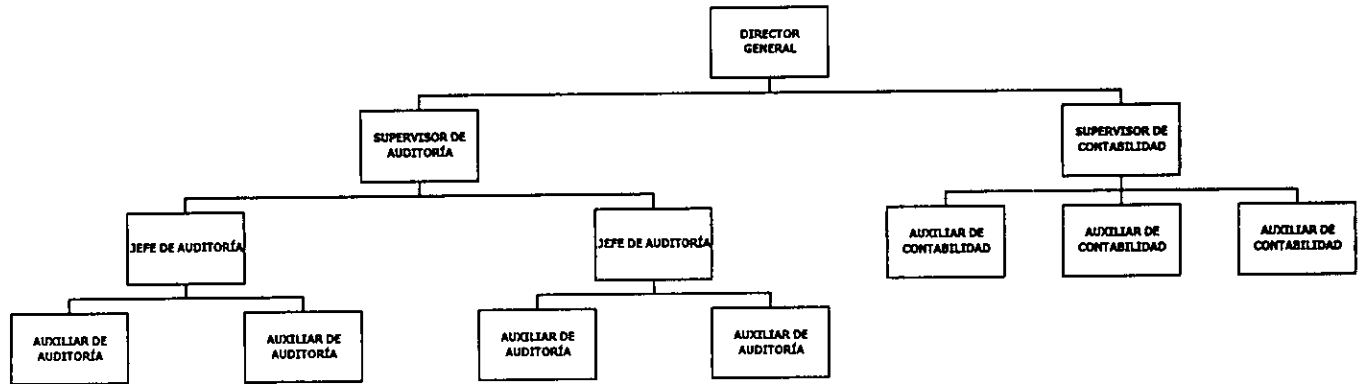 DIRECTOR
GENERAL
SUPERVISOR DE
AUDITORÍA
SUPERVISOR DE
CONTABILIDAD
JEFE DE AUDITORÍA
JEFE DE AUDITORÍA
AUXILIAR DE
CONTABILIDAD
AUXILIAR DE
CONTABILIDAD
AUXILIAR DE
CONTABILIDAD
AUXILIAR DE
AUDITORÍA
AUXILIAR DE
AUDITORÍA
AUXILIAR DE
AUDITORÍA
AUXILIAR DE
AUDITORÍA